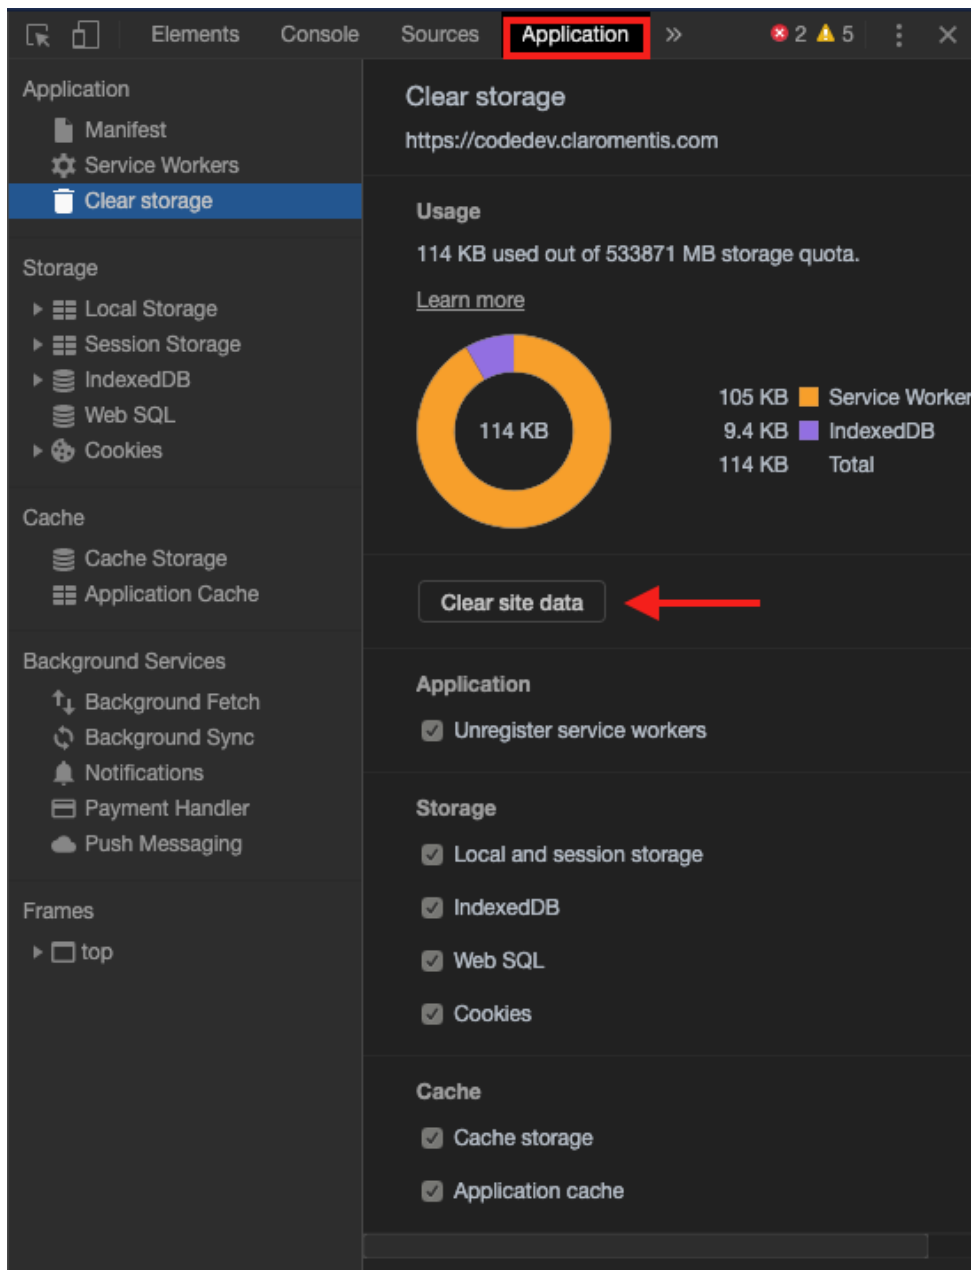 Elements Console Sources Application » 2 5
Application
Manifest
Service Workers
Clear storage
Storage
Local Storage
Session Storage
IndexedDB
Web SQL
Cookies
Cache
Cache Storage
Application Cache
Background Services
Background Fetch
Background Sync
Notifications
Payment Handler
Push Messaging
Frames
top
Clear storage
https://codedev.claromentis.com
Usage
114 KB used out of 533871 MB storage quota.
Learn more
114 KB
105 KB Service Worker
9.4 KB IndexedDB
114 KB Total
Clear site data
Application
Unregister service workers
Storage
Local and session storage
IndexedDB
Web SQL
Cookies
Cache
Cache storage
Application cache